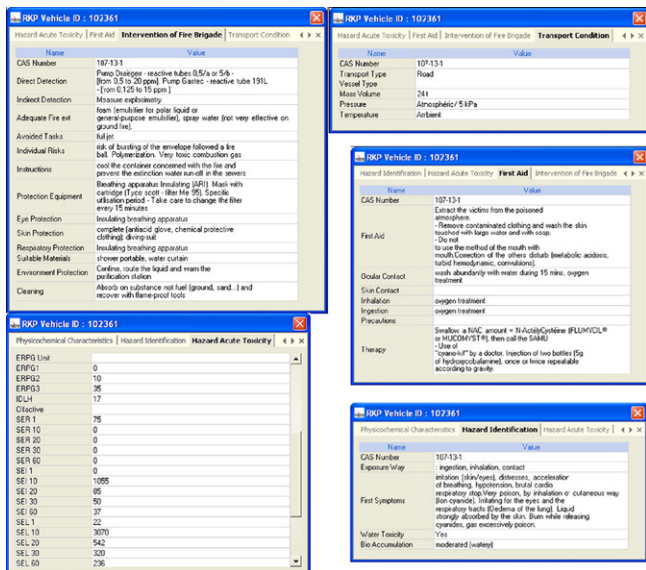 RKP Vehicle ID : 102361
Hazard Acute Toxicity | First Aid | Intervention of Fire Brigade | Transport Condition
Name Value
CAS Number 107-13-1
Direct Detection Pump Draëgen - reactive tubes 0,5/a or 5/b -
(from 0,5 to 20 ppm). Pump Gastec - reactive tube 191L
- (from 0,125 to 15 ppm )
Indirect Detection Measure explosimetry
Adequate Fire ext foam (emulsifier for polar liquid or
general-purpose emulsifier), spray water (not very effective on
ground fire).
Avoided Tasks full jet
Individual Risks risk of bursting of the envelope followed a fire
ball. Polymerization. Very toxic combustion gas
Instructions cool the container concerned with the fire and
prevent the extinction water run-off in the sewers
Protection Equipment Breathing apparatus Insulating (ARI). Mask with
cartridge (Tyco scott - filter Me 95). Specific
utilisation period - Take care to change the filter
every 15 minutes
Eye Protection Insulating breathing apparatus
Skin Protection complete (antiacid glove, chemical protective
clothing); diving-suit
Respiratory Protection Insulating breathing apparatus
Suitable Materials shower portable, water curtain
Environment Protection Confine, route the liquid and warn the
purification station
Cleaning Absorb on substance not fuel (ground, sand...) and
recover with flame-proof tools
RKP Vehicle ID : 102361
Hazard Acute Toxicity | First Aid | Intervention of Fire Brigade | Transport Condition
Name Value
CAS Number 107-13-1
Transport Type Road
Vessel Type
Mass Volume 24 t
Pressure Atmosphéric/ 5 kPa
Temperature Ambient
RKP Vehicle ID : 102361
Hazard Identification | Hazard Acute Toxicity | First Aid | Intervention of Fire Brigade
Name Value
CAS Number 107-13-1
First Aid Extract the victims from the poisoned
atmosphere.
- Remove contaminated clothing and wash the skin
touched with large water and with soap.
- Do not
to use the method of the mouth with
mouth.Correction of the others disturb (metabolic acidosis,
turbid hemodynamic, convulsions).
Ocular Contact wash abundantly with water during 15 mins, oxygen
treatment
Skin Contact
Inhalation oxygen treatment
Ingestion oxygen treatment
Precautions
Therapy Swallow a NAC amount = N-ActélyCystéine (FLUMYCIL®
or MUCOMYST®), then call the SAMU
- Use of
"cyano-kit" by a doctor. Injection of two bottles (5g
of hydroxycobalamine), once or twice repeatable
according to gravity.
RKP Vehicle ID : 102361
Physicochemical Characteristics | Hazard Identification | Hazard Acute Toxicity
ERPG Unit
ERPG1 0
ERPG2 10
ERPG3 35
IDLH 17
Olfactive
SER 1 75
SER 10 0
SER 20 0
SER 30 0
SER 60 0
SEI 1 0
SEI 10 1055
SEI 20 85
SEI 30 50
SEI 60 37
SEL 1 22
SEL 10 3070
SEL 20 542
SEL 30 320
SEL 60 236
RKP Vehicle ID : 102361
Physicochemical Characteristics | Hazard Identification | Hazard Acute Toxicity
Name Value
CAS Number 107-13-1
Exposure Way : ingestion, inhalation, contact
First Symptoms irritation (skin/eyes), distresses, acceleration
of breathing, hypotension, brutal cardio
respiratory stop.Very poison, by inhalation or cutaneous way
(Ion cyanide). Irritating for the eyes and the
respiratory tracts (Oedema of the lung). Liquid
strongly absorbed by the skin. Burn while releasing
cyanides, gas excessively poison.
Water Toxicity Yes
Bio Accumulation moderated (watery)